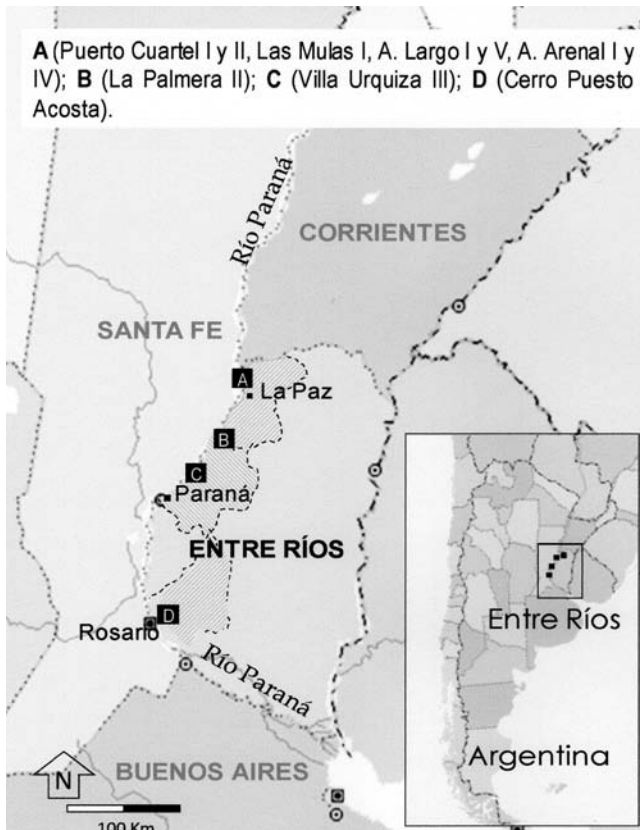 A (Puerto Cuartel I y II, Las Mulas I, A. Largo I y V, A. Arenal I y
IV); B (La Palmera II); C (Villa Urquiza III); D (Cerro Puesto
Acosta).
Río Paraná
CORRIENTES
SANTA FE
A
La Paz
B
C
Paraná
ENTRE RÍOS
D
Rosario
Río Paraná
Entre Ríos
N
BUENOS AIRES
Argentina
100 Km